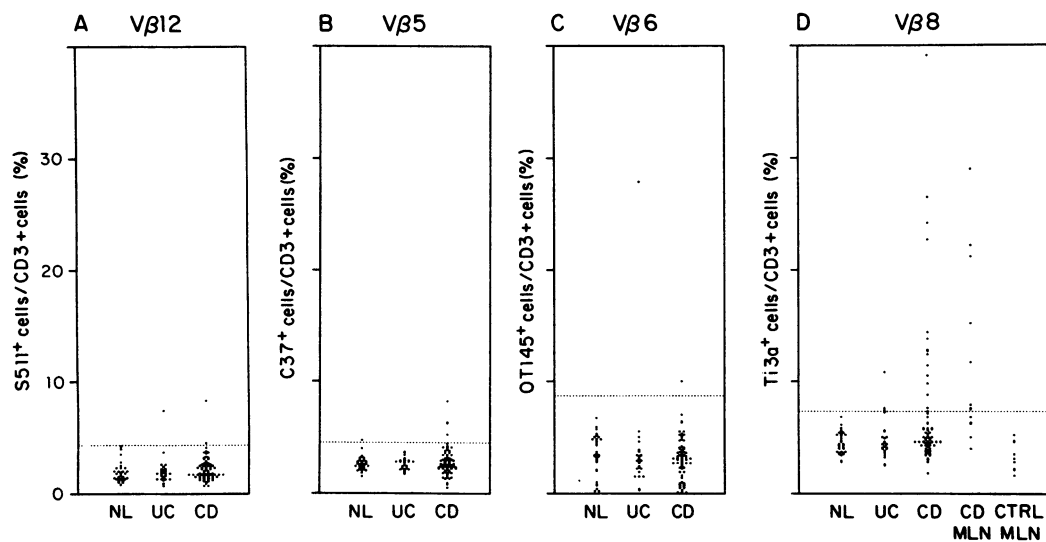 A Vβ12
B Vβ5
C Vβ6
D Vβ8
S511+ cells/CD3+cells (%)
30
20
10
0
NL UC CD
C37+ cells/CD3+cells (%)
NL UC CD
OT145+ cells/CD3+cells (%)
NL UC CD
Ti3a+ cells/CD3+cells (%)
NL UC CD CD CTRL
MLN MLN